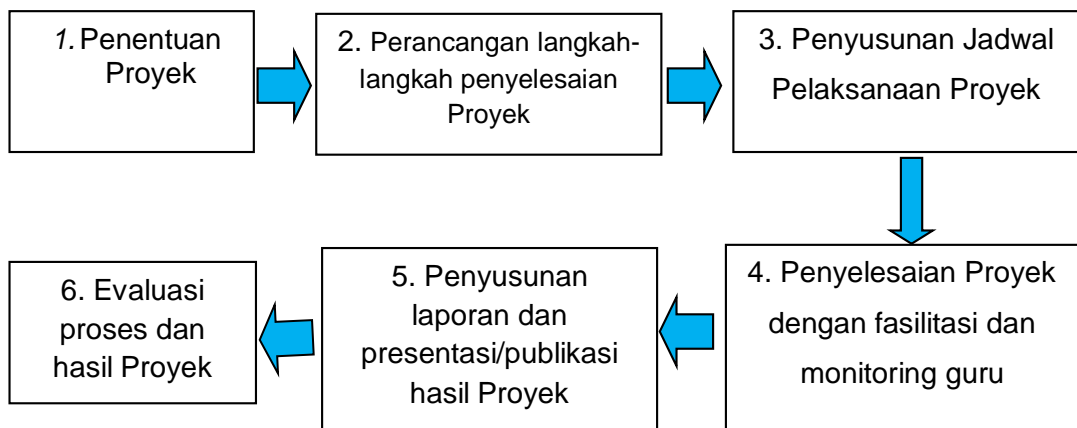 1. Penentuan
Proyek
2. Perancangan langkah-
langkah penyelesaian
Proyek
3. Penyusunan Jadwal
Pelaksanaan Proyek
4. Penyelesaian Proyek
dengan fasilitasi dan
monitoring guru
5. Penyusunan
laporan dan
presentasi/publikasi
hasil Proyek
6. Evaluasi
proses dan
hasil Proyek